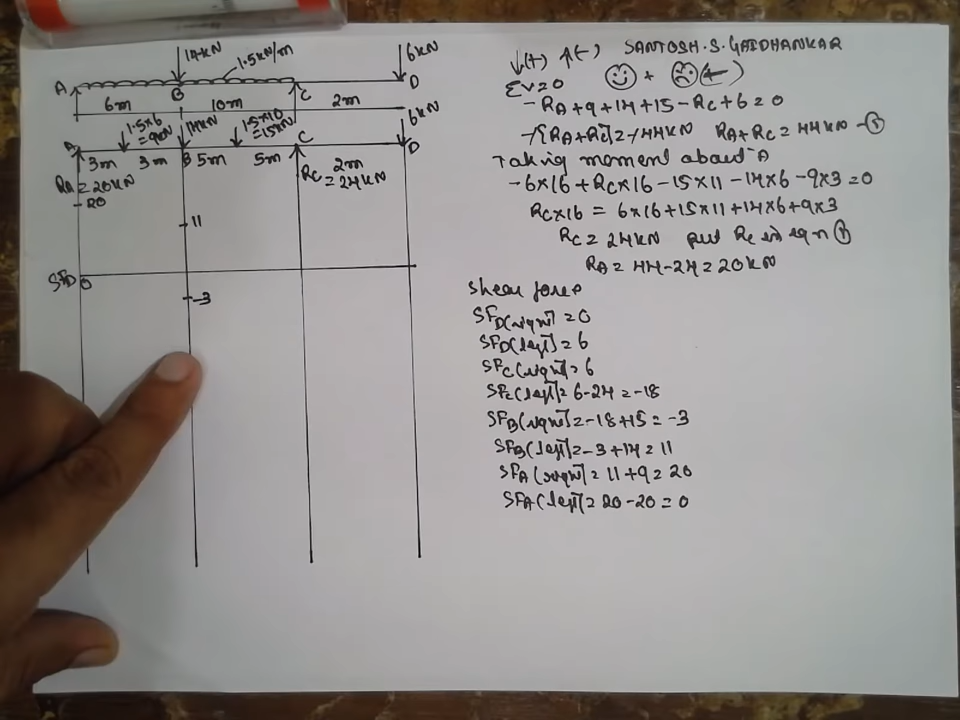 14KN
1.5KN/m
6KN
A B C D
6m 10m 2m
1.5x6 =9KN 14KN 1.5x10 =15KN 6KN
A B C D
3m 3m 5m 5m 2m
RA = 20KN RC = 24KN
20
11
SFD 0
-3
↓(+) ↑(-) SANTOSH.S.GAIDHANKAR
ΣV=0 + (-)
-RA+9+14+15-RC+6=0
-[RA+RC]=-44KN RA+RC=44KN-①
Taking moment about A
-6x16+RCx16-15x11-14x6-9x3=0
RCx16 = 6x16+15x11+14x6+9x3
RC=24KN put RC in eqn ①
RA=44-24=20KN
Shear force
SFD(right)=0
SFD(left)=6
SFC(right)=6
SFC(left)=6-24=-18
SFB(right)=-18+15=-3
SFB(left)=-3+14=11
SFA(right)=11+9=20
SFA(left)=20-20=0